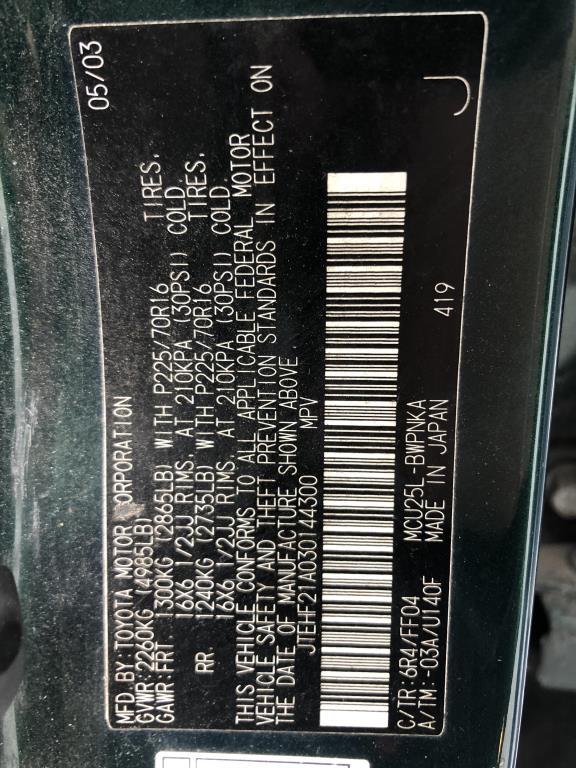 MFD.BY:TOYOTA MOTOR CORPORATION 05/03
GVWR:2260KG (4985LB)
GAWR:FRT. 1300KG (2865LB) WITH P225/70R16 TIRES,
16X6 1/2JJ RIMS, AT 210KPA (30PSI) COLD.
RR. 1240KG (2735LB) WITH P225/70R16 TIRES,
16X6 1/2JJ RIMS, AT 210KPA (30PSI) COLD.
THIS VEHICLE CONFORMS TO ALL APPLICABLE FEDERAL MOTOR
VEHICLE SAFETY AND THEFT PREVENTION STANDARDS IN EFFECT ON
THE DATE OF MANUFACTURE SHOWN ABOVE.
JTEHF21A030144300 MPV
C/TR:6R4/FF04 MCU25L-BWPNKA 419
A/TM:-03A/U140F MADE IN JAPAN J